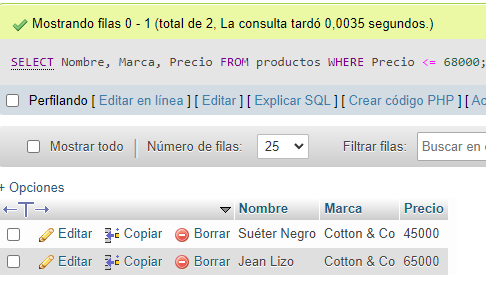 Mostrando filas 0 - 1 (total de 2, La consulta tardó 0,0035 segundos.)
SELECT Nombre, Marca, Precio FROM productos WHERE Precio <= 68000;
Perfilando [ Editar en línea ] [ Editar ] [ Explicar SQL ] [ Crear código PHP ] [ Ac
Mostrar todo Número de filas: 25 Filtrar filas: Buscar en e
+ Opciones
←T→ Nombre Marca Precio
Editar Copiar Borrar Suéter Negro Cotton & Co 45000
Editar Copiar Borrar Jean Lizo Cotton & Co 65000